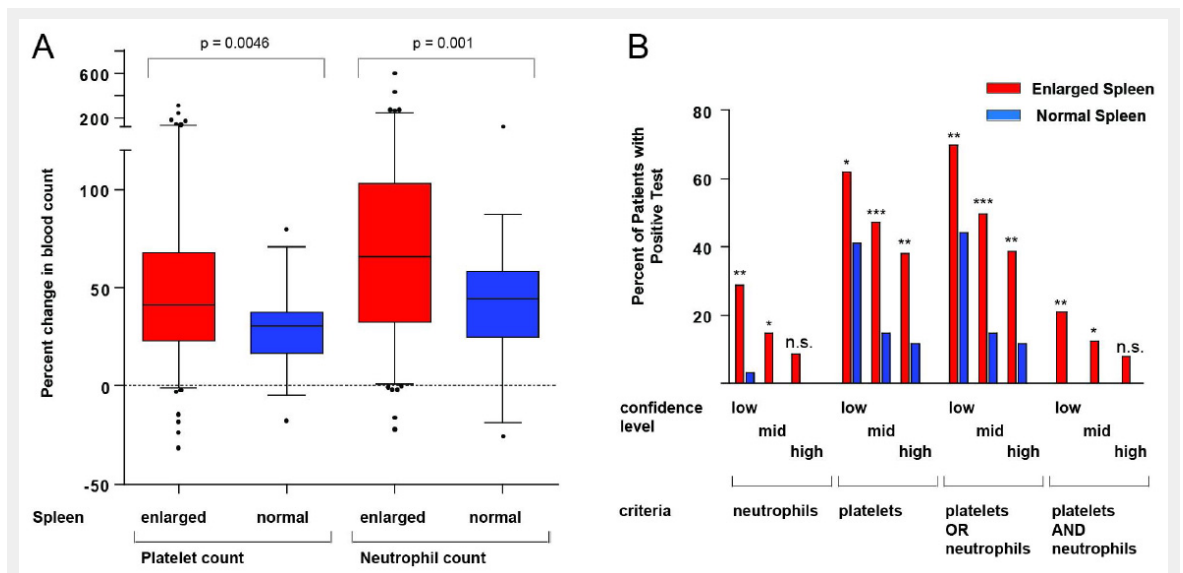 A
p = 0.0046
p = 0.001
600
200
100
50
0
-50
Percent change in blood count
Spleen
enlarged
normal
enlarged
normal
Platelet count
Neutrophil count
B
Enlarged Spleen
Normal Spleen
80
60
40
20
Percent of Patients with
Positive Test
**
*
n.s.
*
***
**
**
***
**
**
*
n.s.
confidence
level
low
mid
high
low
mid
high
low
mid
high
low
mid
high
criteria
neutrophils
platelets
platelets
OR
neutrophils
platelets
AND
neutrophils